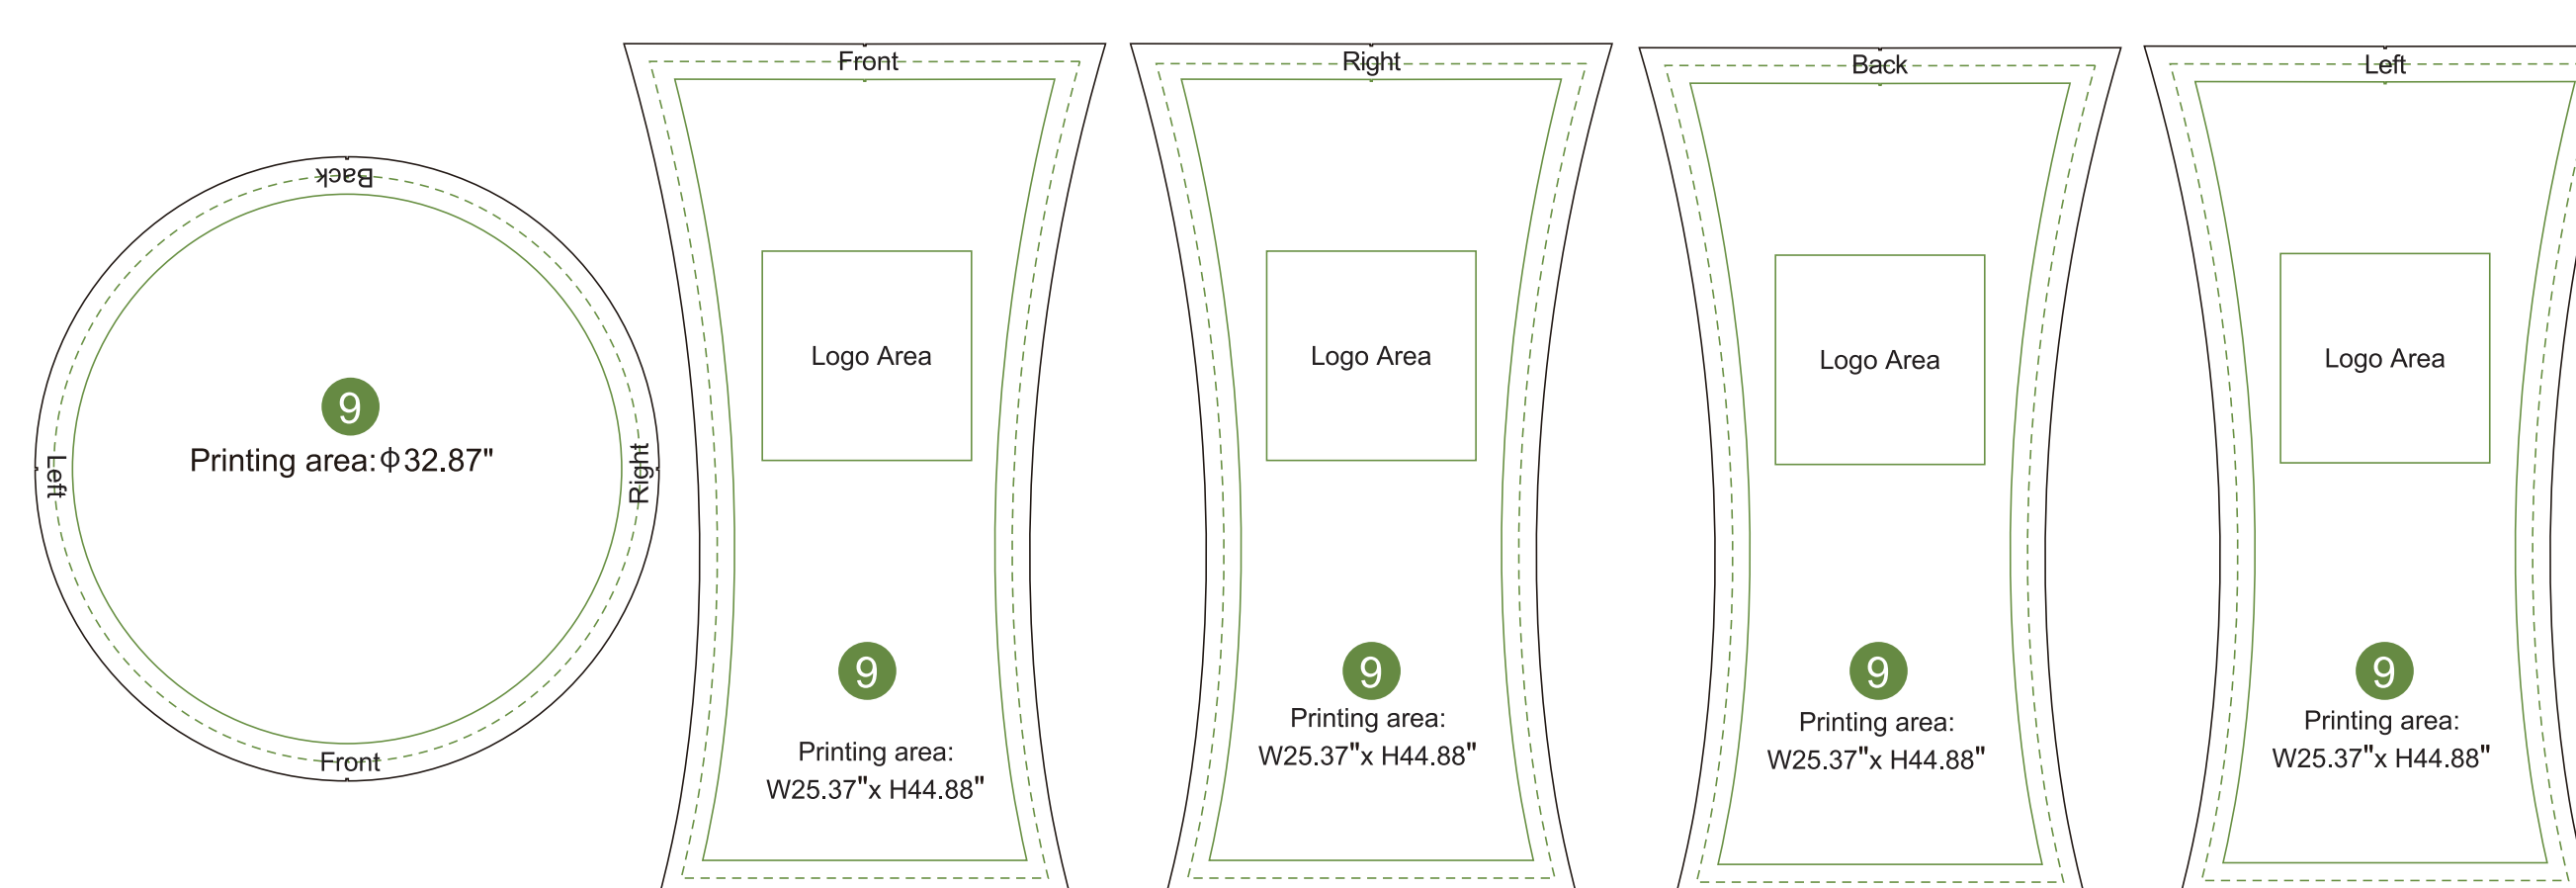 Back
Left
9
Printing area:Φ32.87"
Right
Front
Front
Logo Area
9
Printing area:
W25.37"x H44.88"
Right
Logo Area
9
Printing area:
W25.37"x H44.88"
Back
Logo Area
9
Printing area:
W25.37"x H44.88"
Left
Logo Area
9
Printing area:
W25.37"x H44.88"